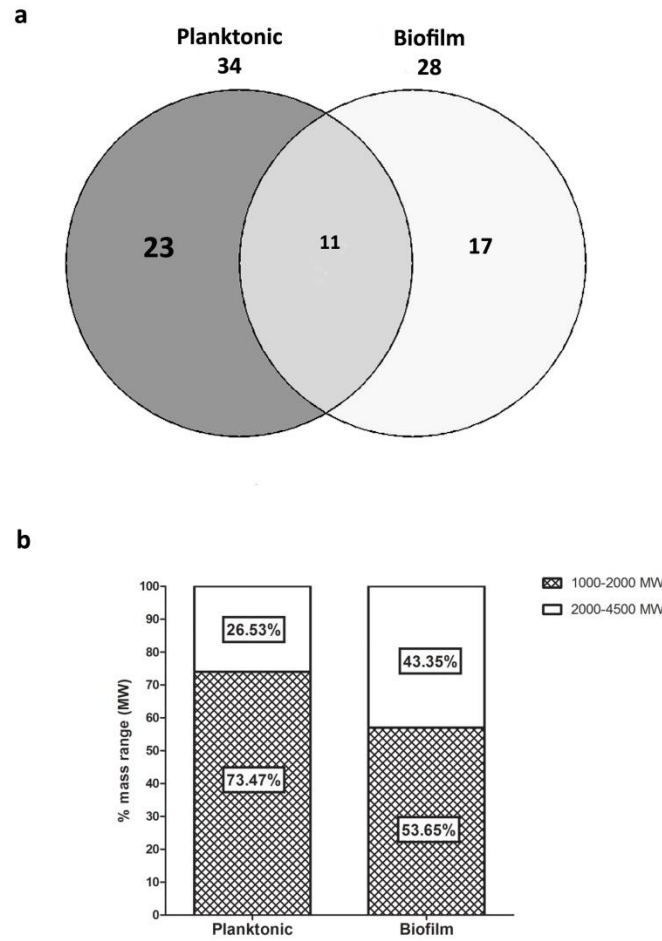 a
Planktonic
34
Biofilm
28
23
11
17
b
1000-2000 MW
2000-4500 MW
% mass range (MW)
100
90
80
70
60
50
40
30
20
10
0
26.53%
73.47%
43.35%
53.65%
Planktonic
Biofilm